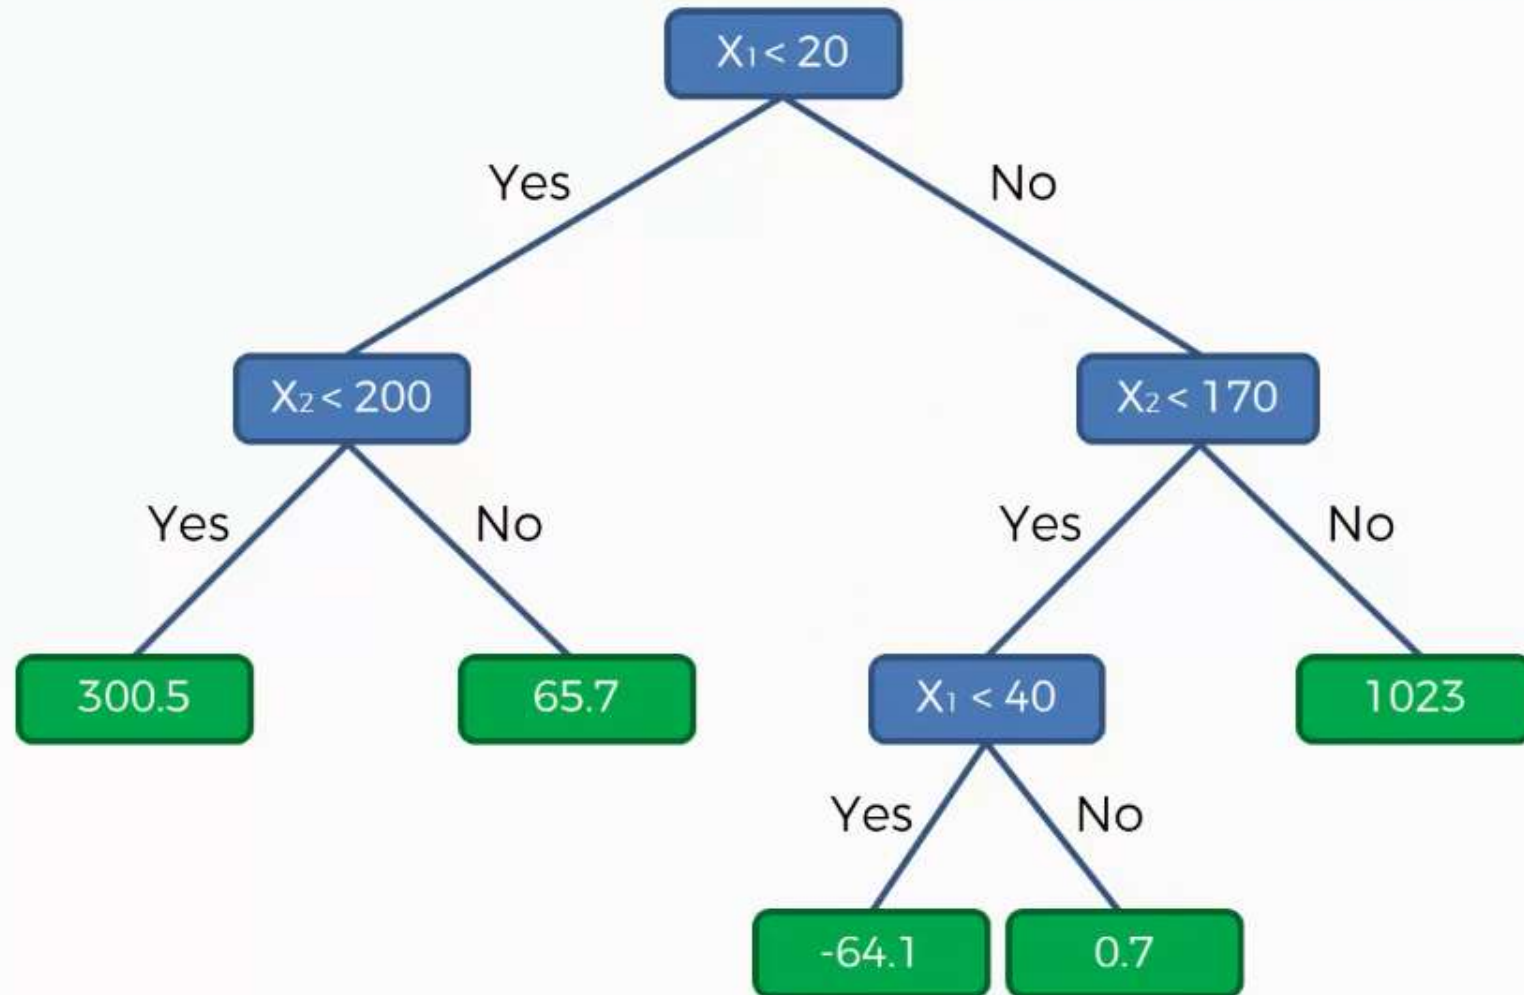 X₁ < 20
Yes
No
X₂ < 200
X₂ < 170
Yes
No
Yes
No
300.5
65.7
X₁ < 40
1023
Yes
No
-64.1
0.7